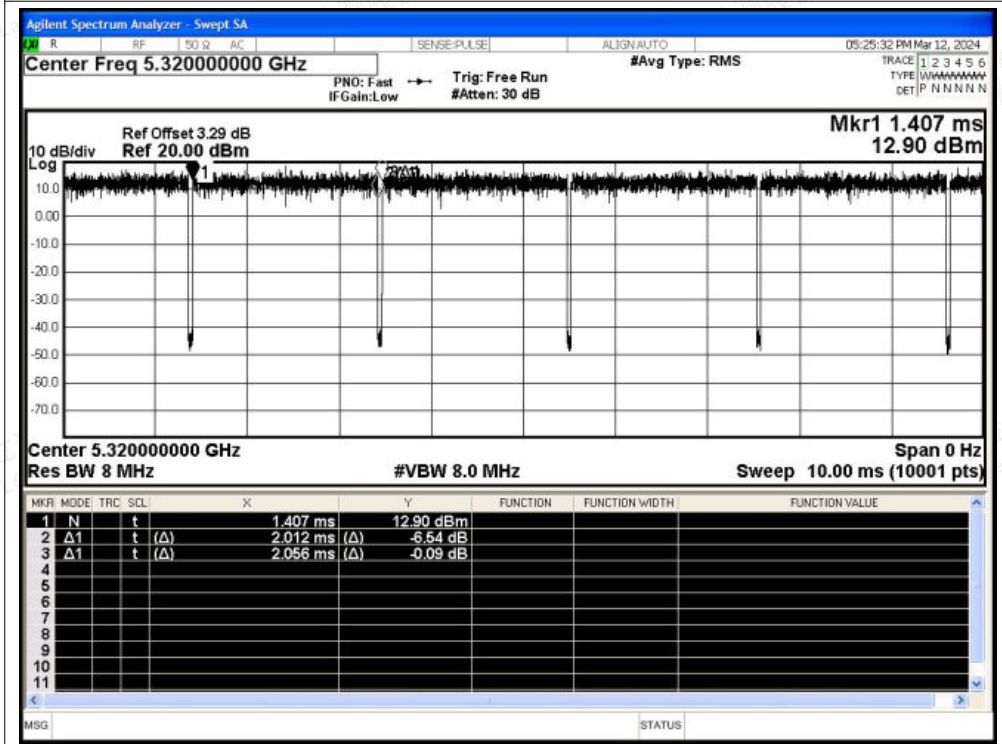 Agilent Spectrum Analyzer - Swept SA
LXI R RF 50 Ω AC SENSE:PULSE ALIGN AUTO 05:25:32 PM Mar 12, 2024
Center Freq 5.320000000 GHz #Avg Type: RMS TRACE 1 2 3 4 5 6
PNO: Fast Trig: Free Run TYPE WWWWWW
IFGain:Low #Atten: 30 dB DET P N N N N N
Mkr1 1.407 ms
Ref Offset 3.29 dB
10 dB/div Ref 20.00 dBm 12.90 dBm
Log
1
10.0
0.00
-10.0
-20.0
-30.0
-40.0
-50.0
-60.0
-70.0
Center 5.320000000 GHz Span 0 Hz
Res BW 8 MHz #VBW 8.0 MHz Sweep 10.00 ms (10001 pts)
MKR MODE TRC SCL X Y FUNCTION FUNCTION WIDTH FUNCTION VALUE
1 N t 1.407 ms 12.90 dBm
2 Δ1 t (Δ) 2.012 ms (Δ) -6.54 dB
3 Δ1 t (Δ) 2.056 ms (Δ) -0.09 dB
4
5
6
7
8
9
10
11
MSG STATUS